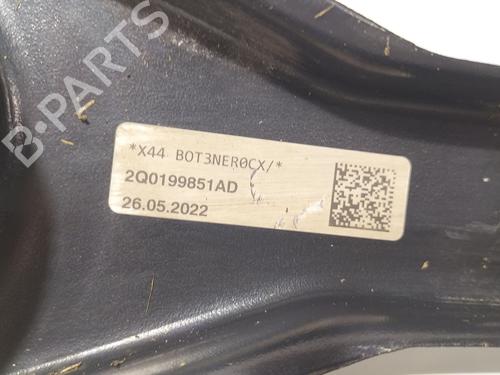 B-PARTS
*X44 BOT3NER0CX/*
2Q0199851AD
26.05.2022